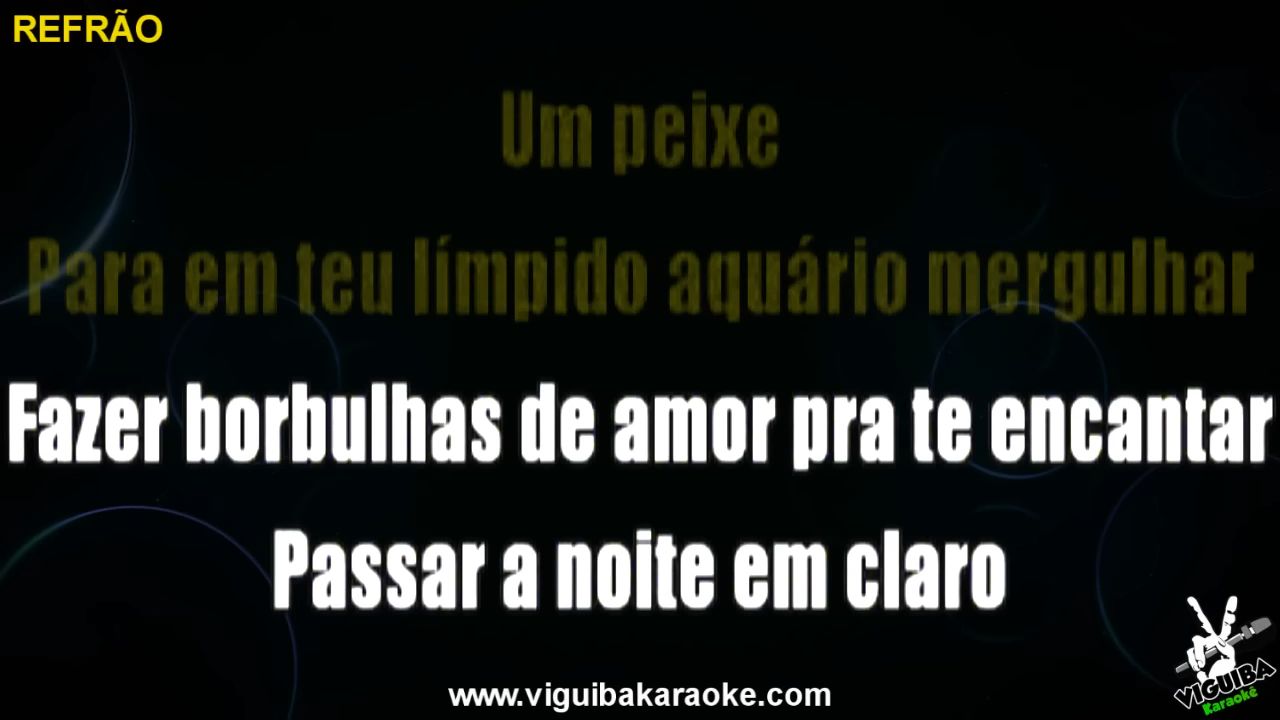 REFRÃO
Um peixe
Para em teu límpido aquário mergulhar
Fazer borbulhas de amor pra te encantar
Passar a noite em claro
VIGUIBA
Karaokê
www.viguibakaraoke.com